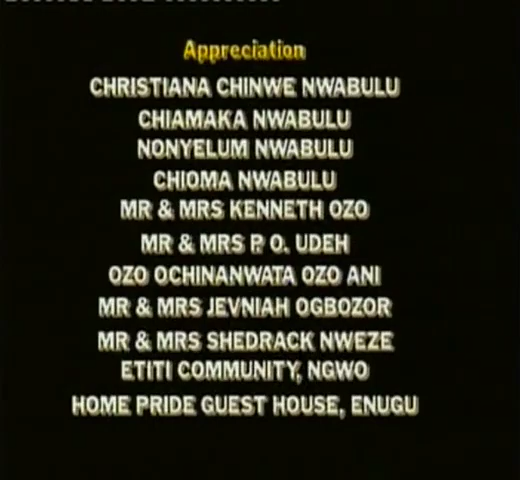 Appreciation
CHRISTIANA CHINWE NWABULU
CHIAMAKA NWABULU
NONYELUM NWABULU
CHIOMA NWABULU
MR & MRS KENNETH OZO
MR & MRS P. O. UDEH
OZO OCHINANWATA OZO ANI
MR & MRS JEVNIAH OGBOZOR
MR & MRS SHEDRACK NWEZE
ETITI COMMUNITY, NGWO
HOME PRIDE GUEST HOUSE, ENUGU